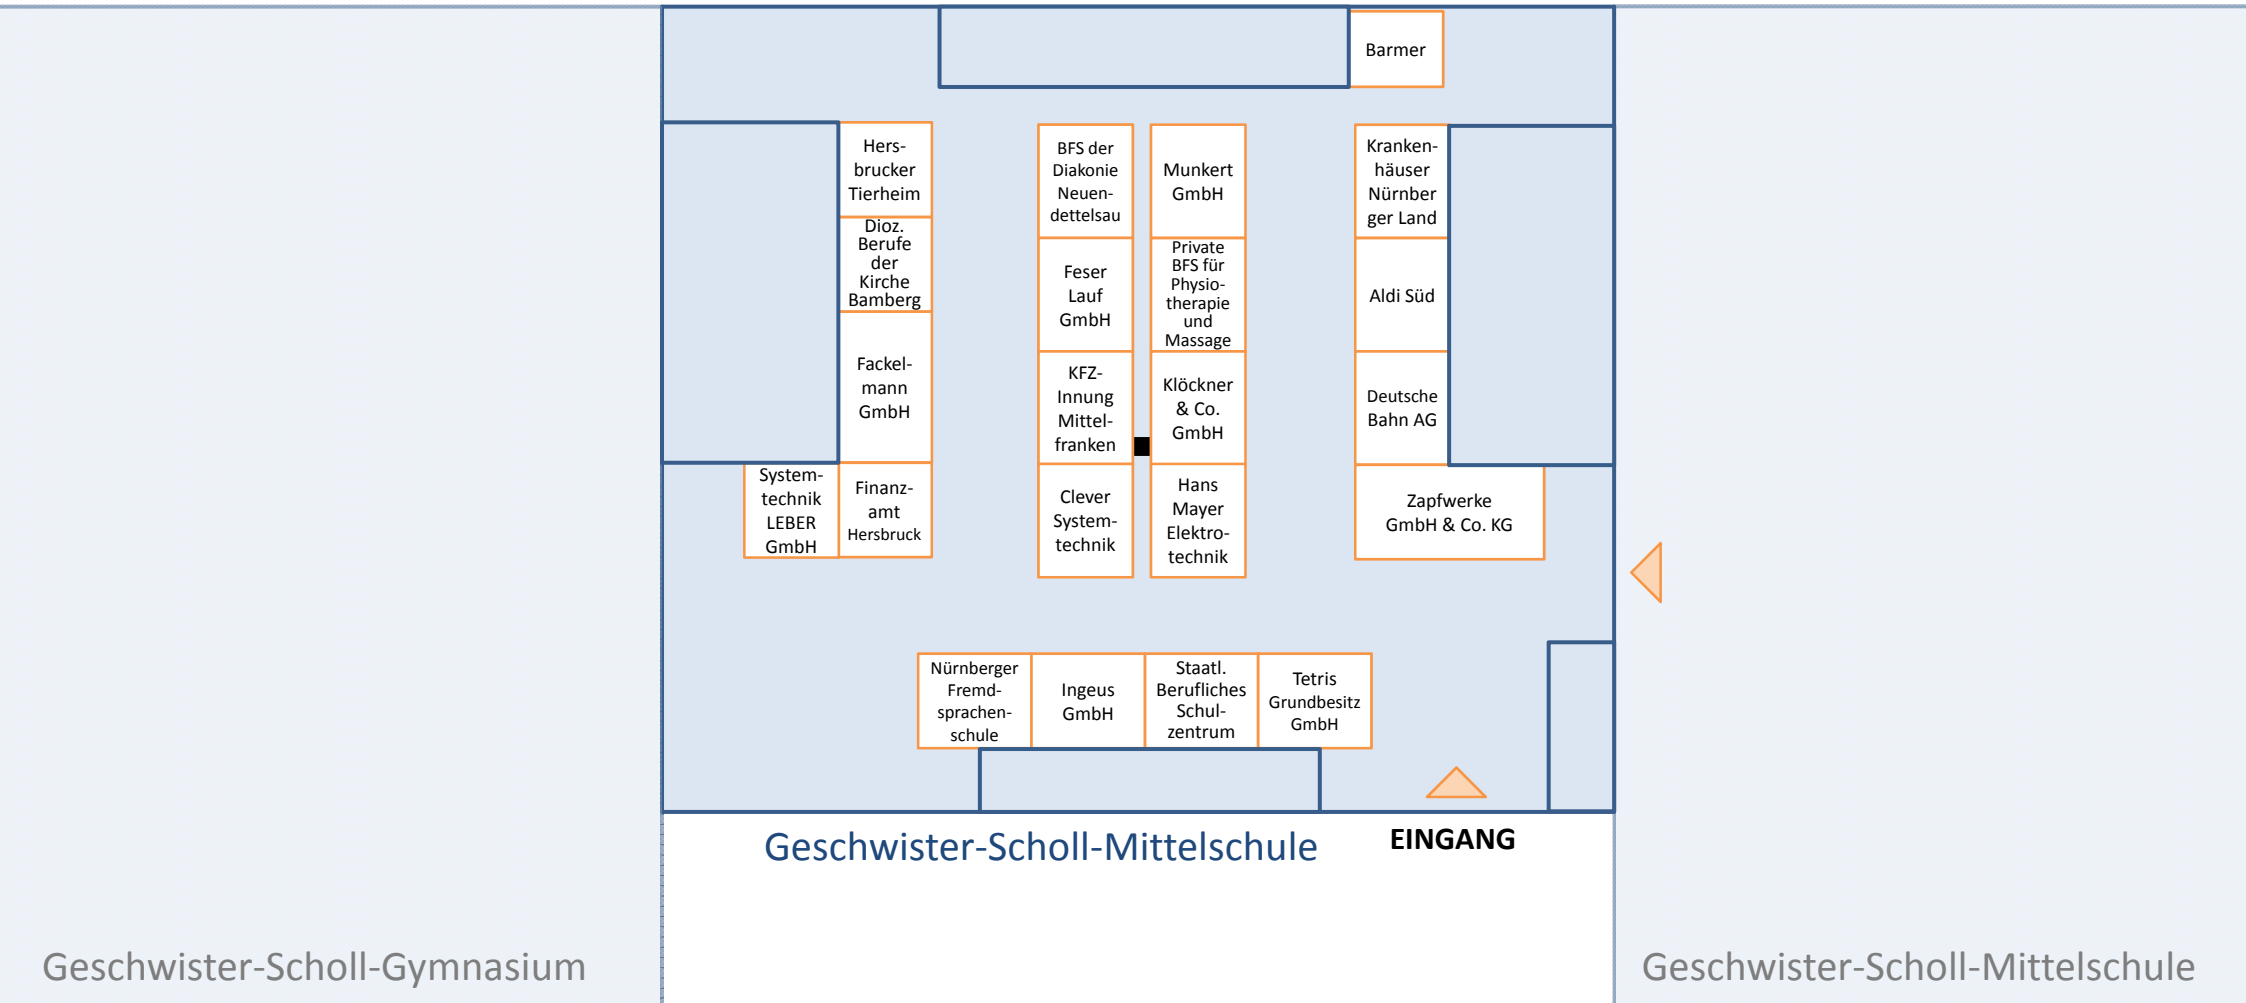 Barmer
Hers-
brucker
Tierheim
Dioz.
Berufe
der
Kirche
Bamberg
Fackel-
mann
GmbH
System-
technik
LEBER
GmbH
Finanz-
amt
Hersbruck
BFS der
Diakonie
Neuen-
dettelsau
Feser
Lauf
GmbH
KFZ-
Innung
Mittel-
franken
Clever
System-
technik
Munkert
GmbH
Private
BFS für
Physio-
therapie
und
Massage
Klöckner
& Co.
GmbH
Hans
Mayer
Elektro-
technik
Kranken-
häuser
Nürnber
ger Land
Aldi Süd
Deutsche
Bahn AG
Zapfwerke
GmbH & Co. KG
Nürnberger
Fremd-
sprachen-
schule
Ingeus
GmbH
Staatl.
Berufliches
Schul-
zentrum
Tetris
Grundbesitz
GmbH
Geschwister-Scholl-Mittelschule
EINGANG
Geschwister-Scholl-Gymnasium
Geschwister-Scholl-Mittelschule